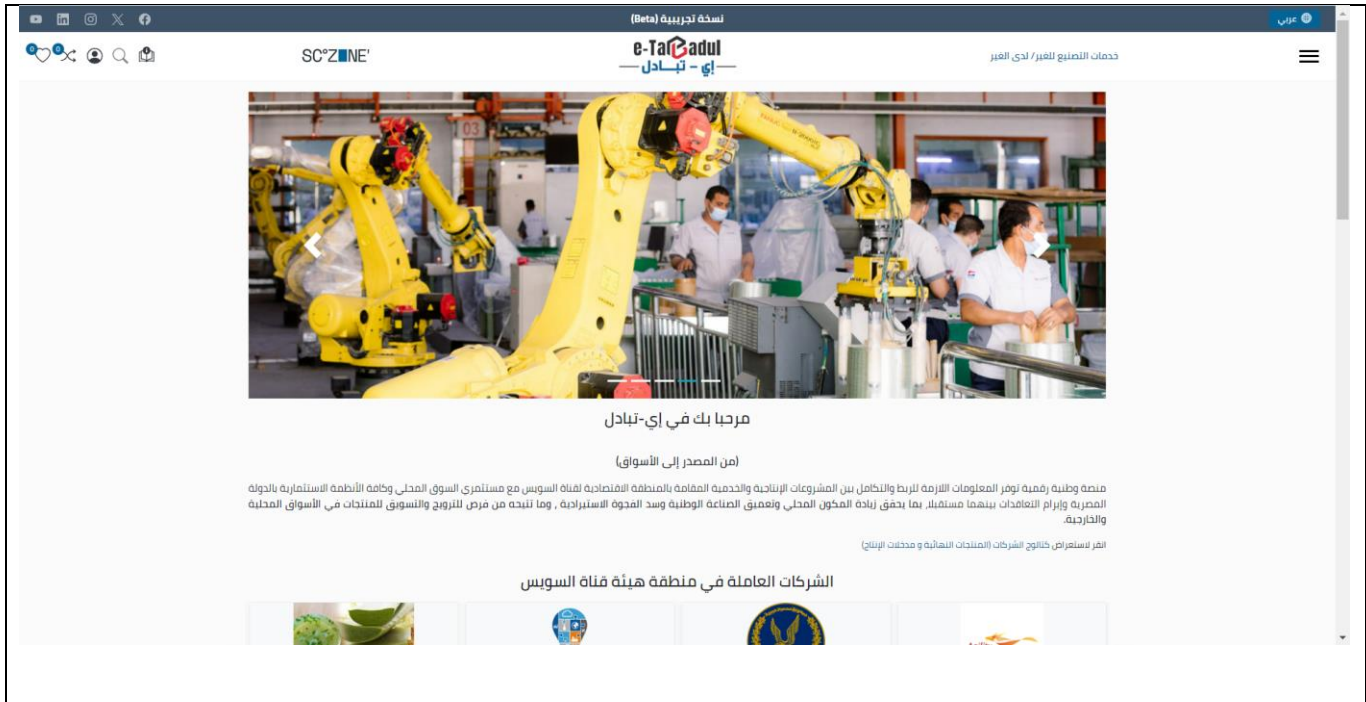 نسخة تجريبية (Beta)
عربي
خدمات التصنيع للغير/ لدى الغير
e-Tabadul
إي - تبـادل
SC°ZONE'
0
0
03
مرحبا بك في إي-تبادل
(من المصدر إلى الأسواق)
منصة وطنية رقمية توفر المعلومات اللازمة للربط والتكامل بين المشروعات الإنتاجية والخدمية المقامة بالمنطقة الاقتصادية لقناة السويس مع مستثمري السوق المحلي وكافة الأنظمة الاستثمارية بالدولة
المصرية وإبرام التعاقدات بينهما مستقبلا, بما يحقق زيادة المكون المحلي وتعميق الصناعة الوطنية وسد الفجوة الاستيرادية , وما تتيحه من فرص للترويج والتسويق للمنتجات في الأسواق المحلية
والخارجية.
انقر لاستعراض كتالوج الشركات (المنتجات النهائية و مدخلات الإنتاج)
الشركات العاملة في منطقة هيئة قناة السويس